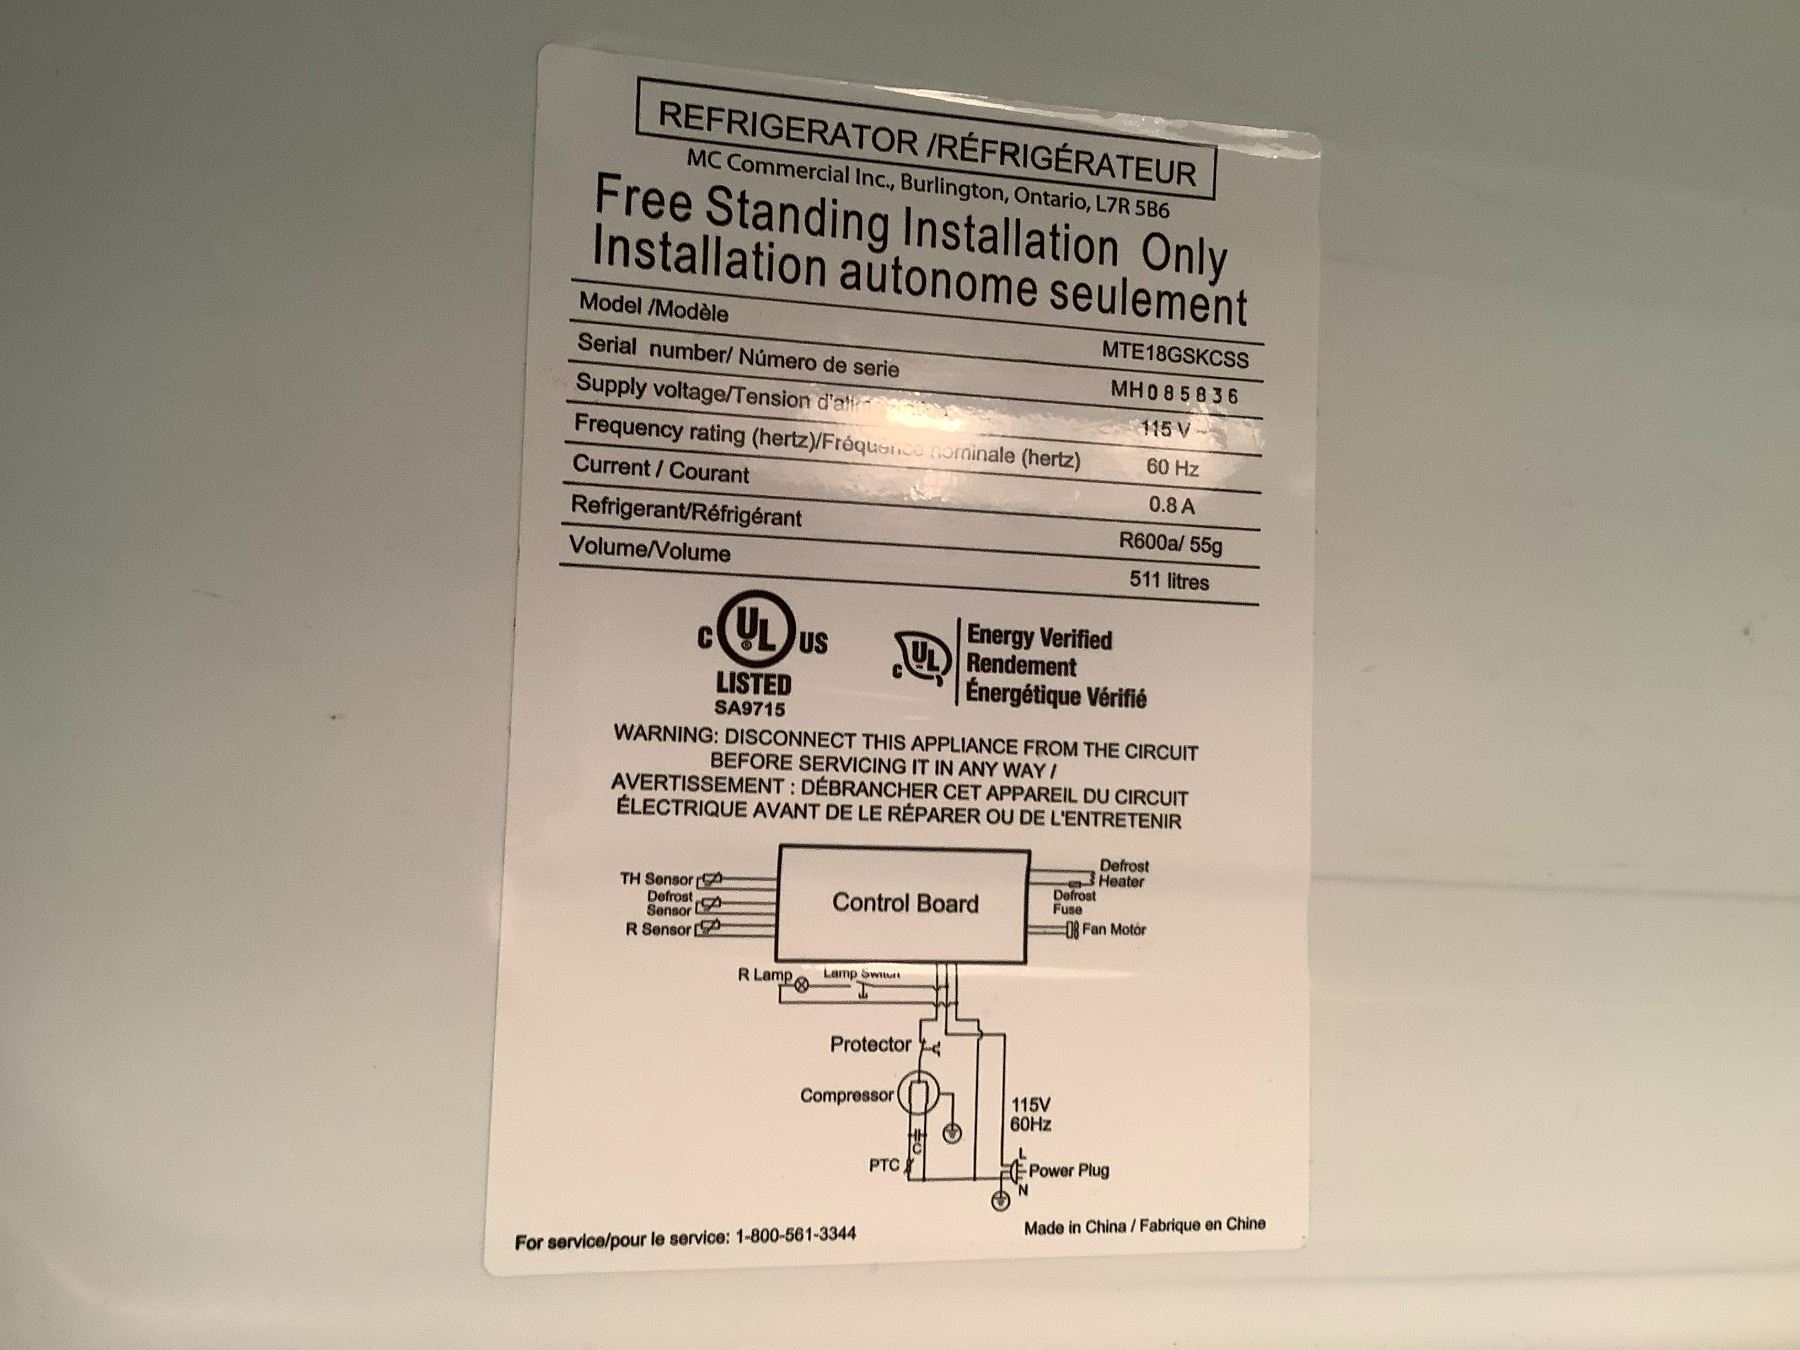 REFRIGERATOR /RÉFRIGÉRATEUR
MC Commercial Inc., Burlington, Ontario, L7R 5B6
Free Standing Installation Only
Installation autonome seulement
Model /Modèle MTE18GSKCSS
Serial number/ Número de serie MH085836
Supply voltage/Tension 115 V ~
Frequency rating (hertz)/Fréquence nominale (hertz) 60 Hz
Current / Courant 0.8 A
Refrigerant/Réfrigérant R600a/ 55g
Volume/Volume 511 litres
C UL ® US
LISTED
SA9715
C UL
Energy Verified
Rendement
Énergétique Vérifié
WARNING: DISCONNECT THIS APPLIANCE FROM THE CIRCUIT
BEFORE SERVICING IT IN ANY WAY /
AVERTISSEMENT : DÉBRANCHER CET APPAREIL DU CIRCUIT
ÉLECTRIQUE AVANT DE LE RÉPARER OU DE L'ENTRETENIR
TH Sensor
Defrost
Sensor
R Sensor
Control Board
Defrost
Heater
Defrost
Fuse
Fan Motor
R Lamp
Lamp Switch
Protector
Compressor
C
PTC
115V
60Hz
L
Power Plug
N
For service/pour le service: 1-800-561-3344
Made in China / Fabrique en Chine